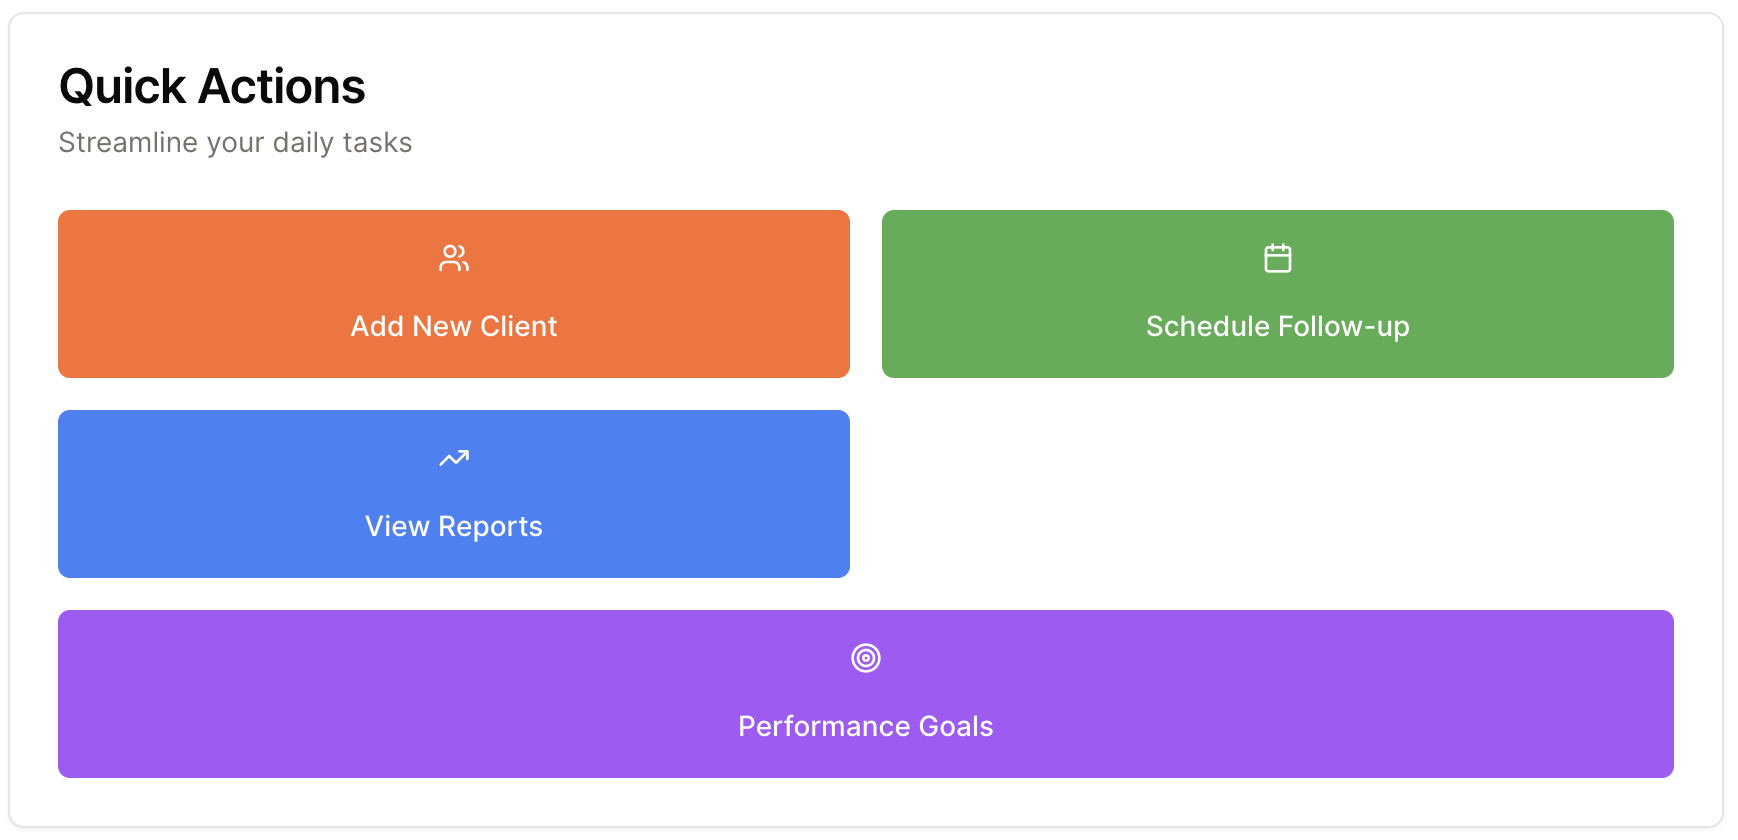 Quick Actions
Streamline your daily tasks
Add New Client
Schedule Follow-up
View Reports
Performance Goals